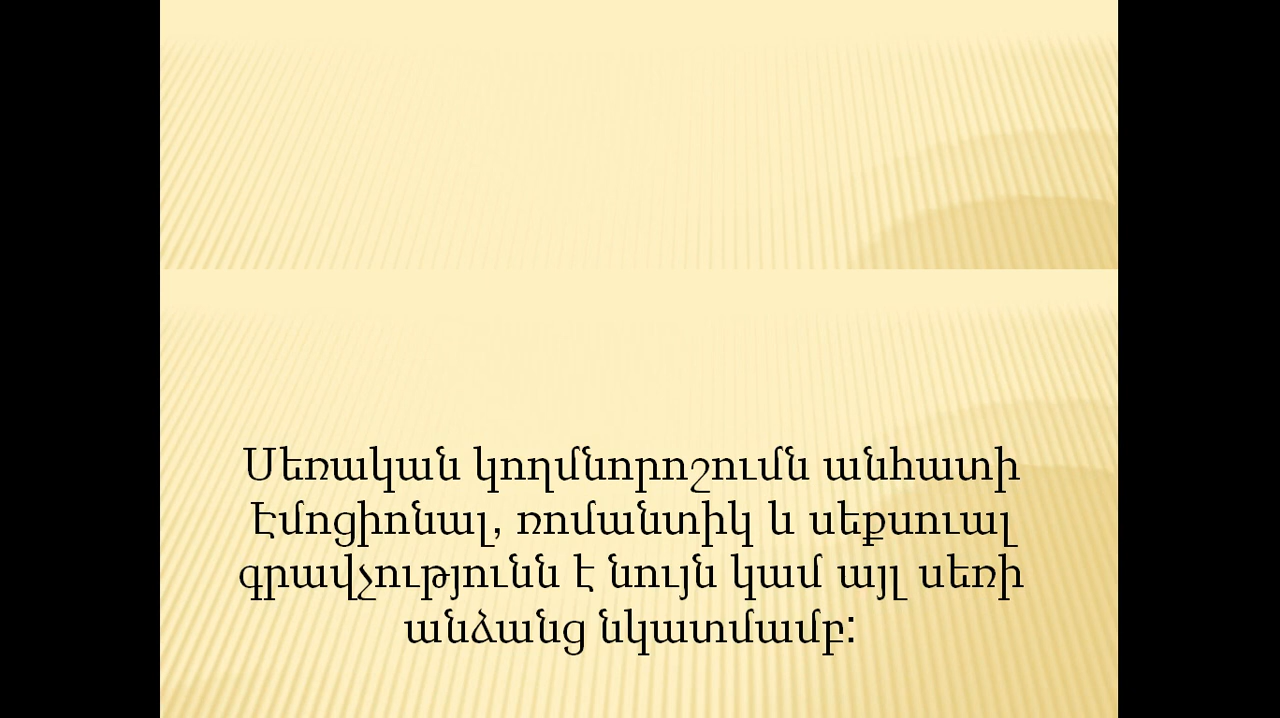 Սեռական կողմնորոշումն անհատի
Էմոցիոնալ, ռոմանտիկ և սեքսուալ
գրավչությունն է նույն կամ այլ սեռի
անձանց նկատմամբ: